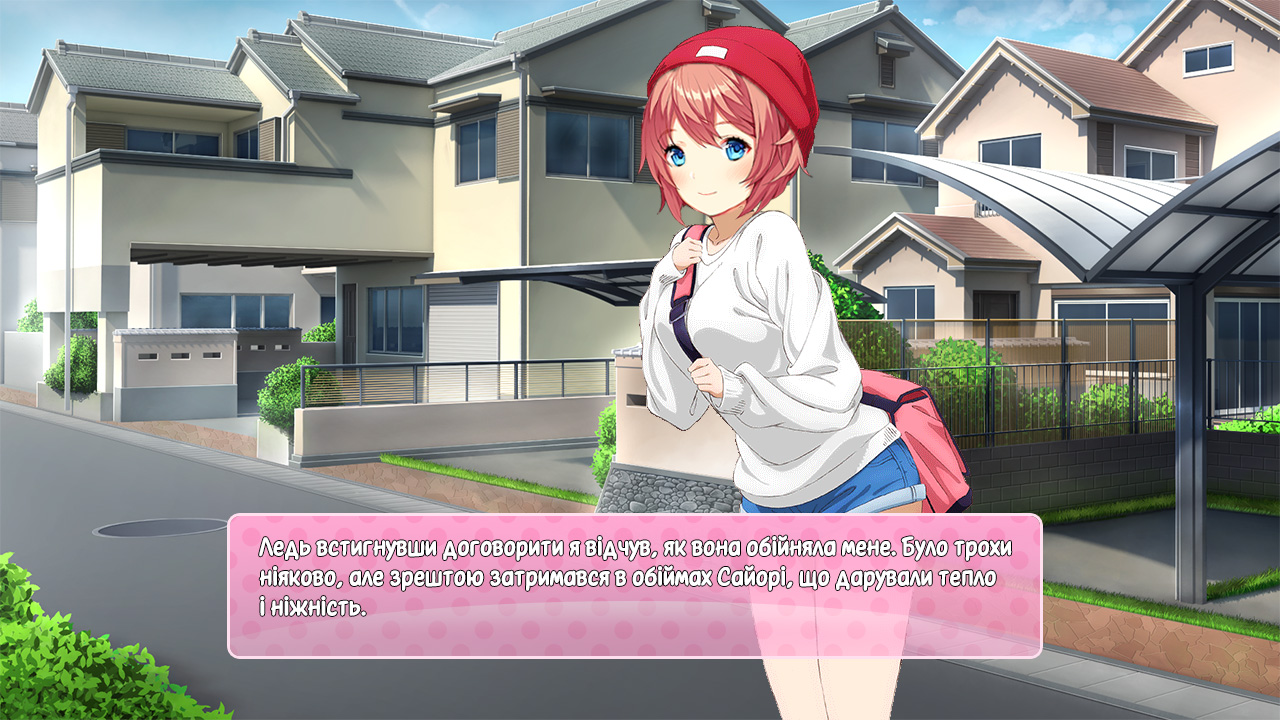 Ледь встигнувши договорити я відчув, як вона обійняла мене. Було трохи
ніяково, але зрештою затримався в обіймах Сайорі, що дарували тепло
і ніжність.